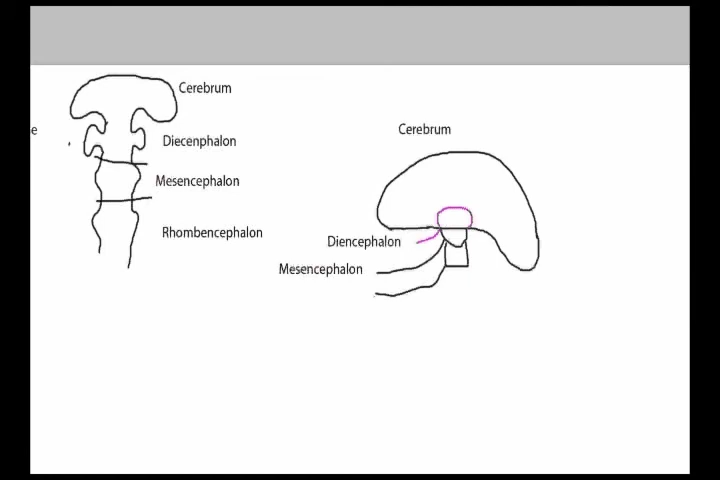 Cerebrum
e
Diecenphalon
Mesencephalon
Rhombencephalon
Cerebrum
Diencephalon
Mesencephalon